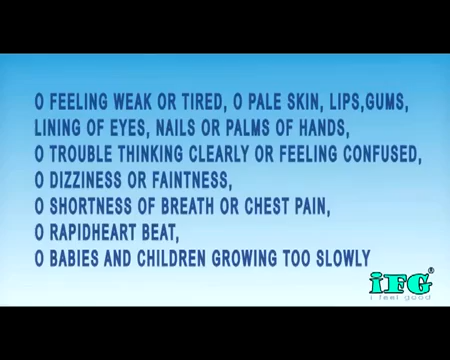 O FEELING WEAK OR TIRED, O PALE SKIN, LIPS,GUMS,
LINING OF EYES, NAILS OR PALMS OF HANDS,
O TROUBLE THINKING CLEARLY OR FEELING CONFUSED,
O DIZZINESS OR FAINTNESS,
O SHORTNESS OF BREATH OR CHEST PAIN,
O RAPIDHEART BEAT,
O BABIES AND CHILDREN GROWING TOO SLOWLY
iFG®
i feel good